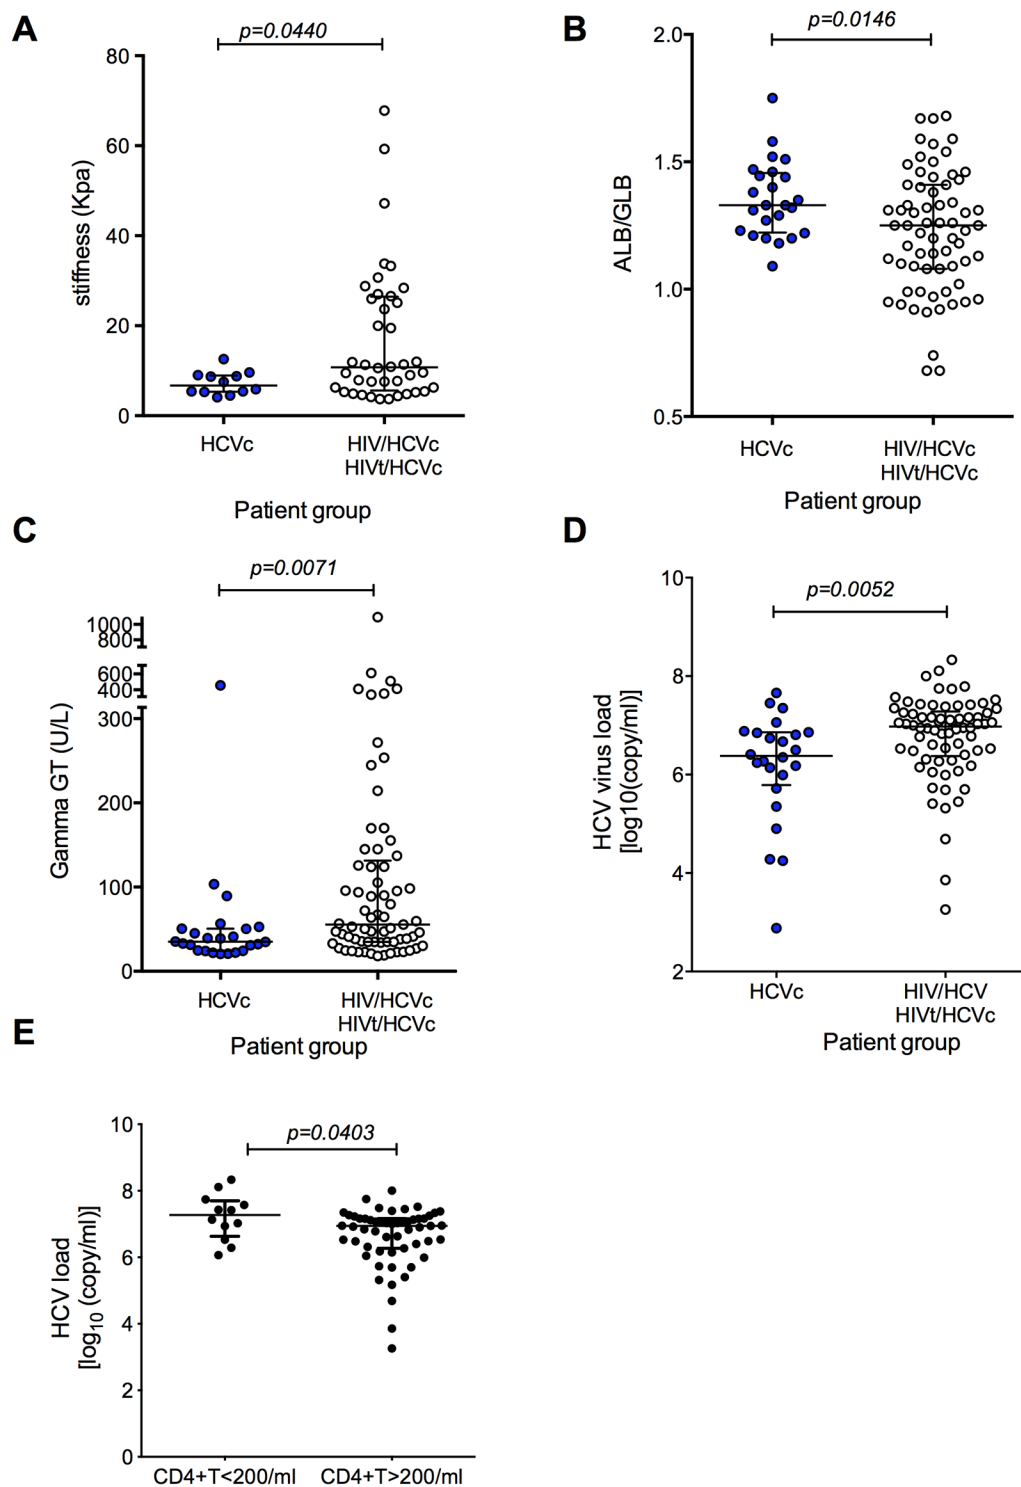 A
p=0.0440
80
60
40
20
0
stiffness (Kpa)
HCVc
HIV/HCVc
HIVt/HCVc
Patient group
B
p=0.0146
2.0
1.5
1.0
0.5
ALB/GLB
HCVc
HIV/HCVc
HIVt/HCVc
Patient group
C
p=0.0071
1000
800
600
400
300
200
100
0
Gamma GT (U/L)
HCVc
HIV/HCVc
HIVt/HCVc
Patient group
D
p=0.0052
10
8
6
4
2
HCV virus load
[log10(copy/ml)]
HCVc
HIV/HCV
HIVt/HCVc
Patient group
E
p=0.0403
10
8
6
4
2
0
HCV load
[log10 (copy/ml)]
CD4+T<200/ml
CD4+T>200/ml